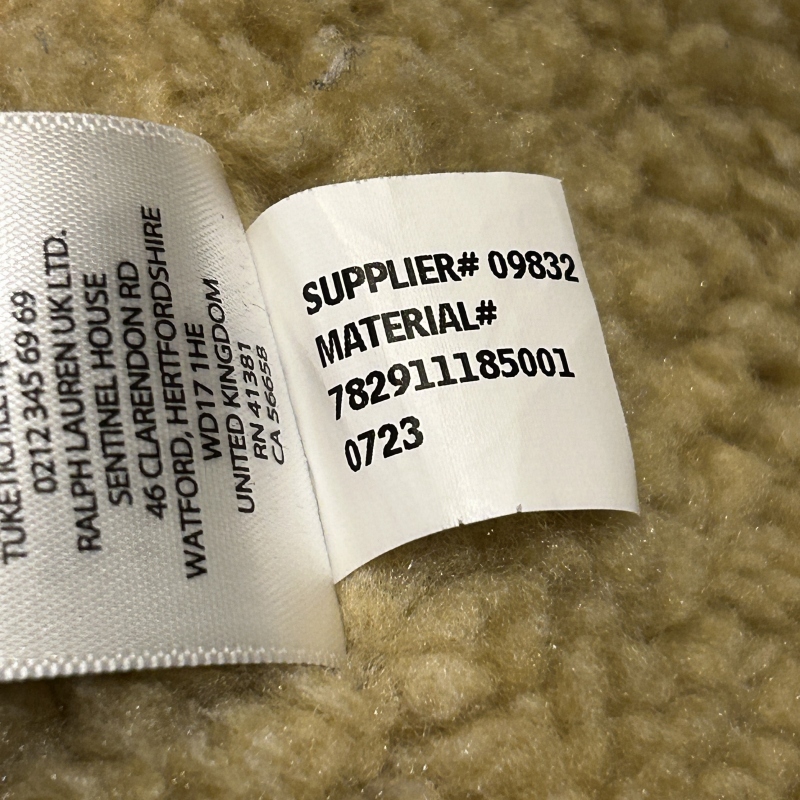 0212 345 69 69
RALPH LAUREN UK LTD.
SENTINEL HOUSE
46 CLARENDON RD
WATFORD, HERTFORDSHIRE
WD17 1HE
UNITED KINGDOM
RN 41381
CA 56658
SUPPLIER# 09832
MATERIAL#
782911185001
0723